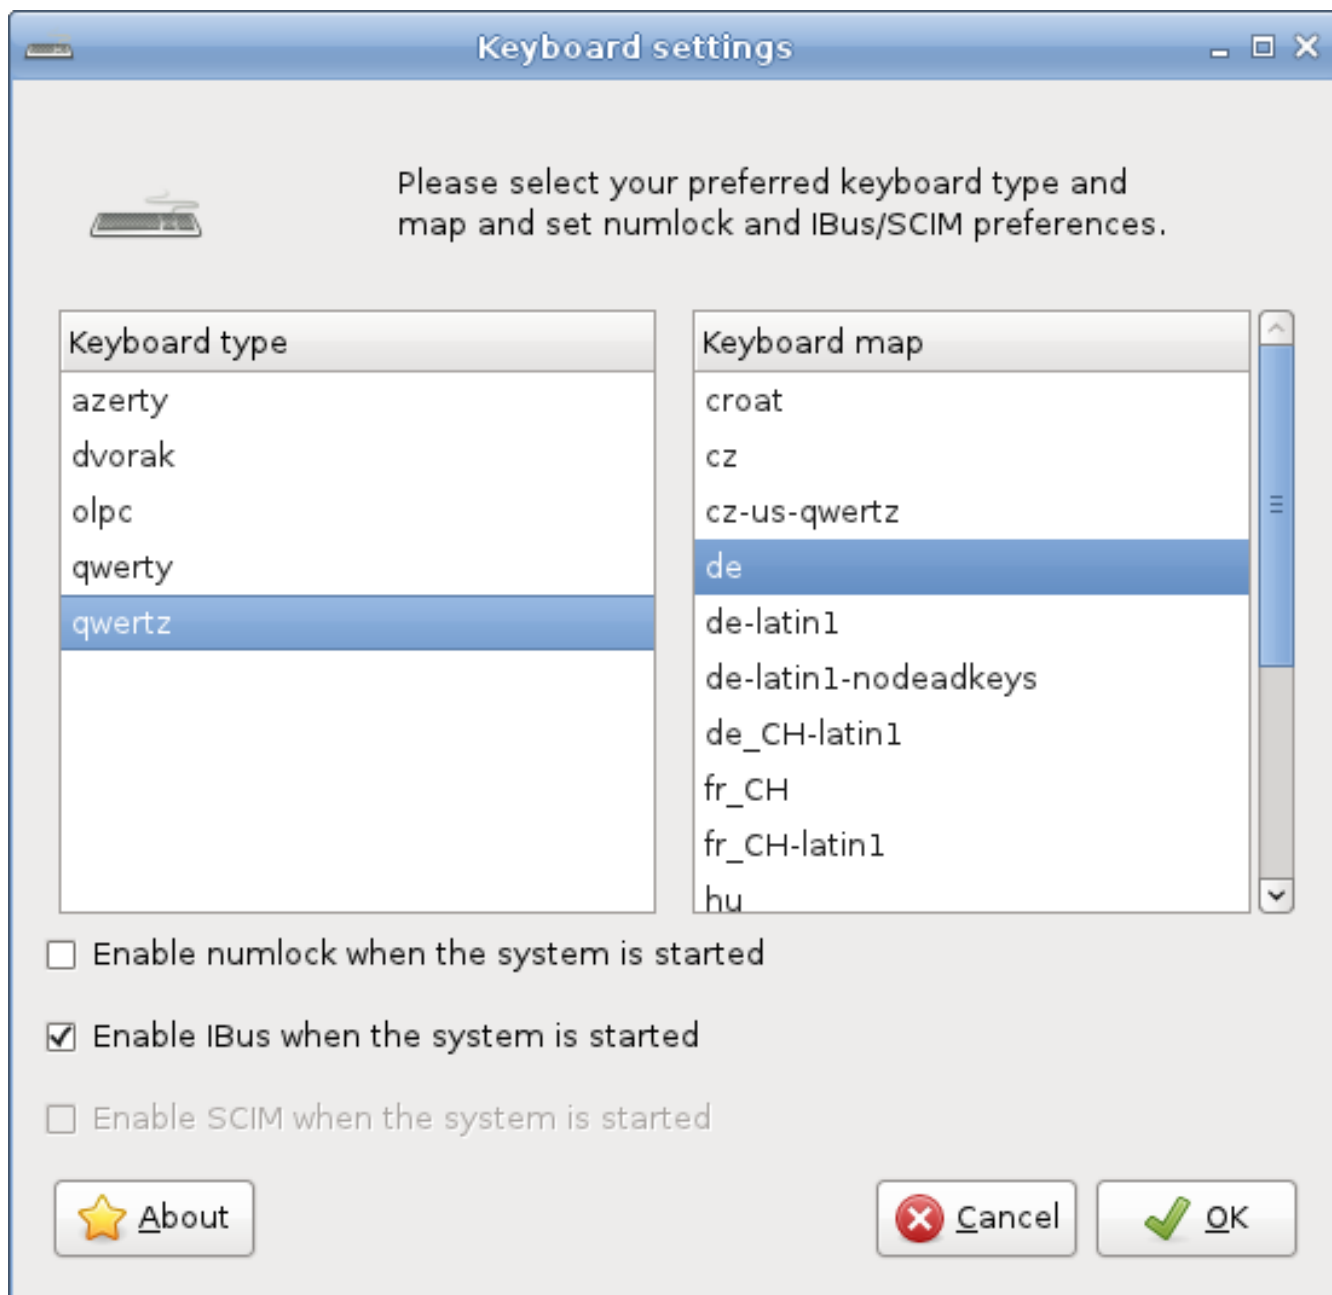 Keyboard settings
Please select your preferred keyboard type and
map and set numlock and IBus/SCIM preferences.
Keyboard type
azerty
dvorak
olpc
qwerty
qwertz
Keyboard map
croat
cz
cz-us-qwertz
de
de-latin1
de-latin1-nodeadkeys
de_CH-latin1
fr_CH
fr_CH-latin1
hu
Enable numlock when the system is started
Enable IBus when the system is started
Enable SCIM when the system is started
About
Cancel
OK